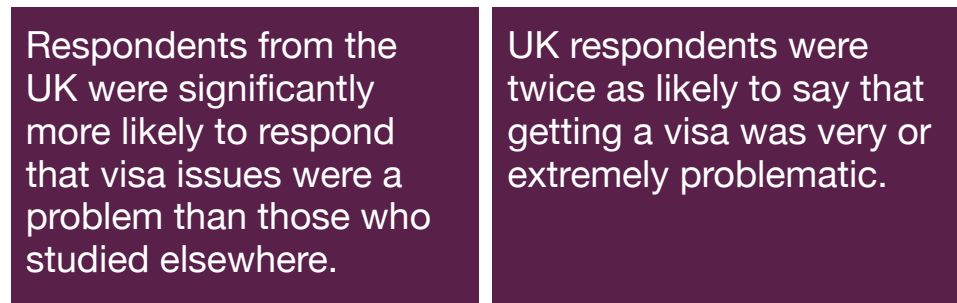 Respondents from the
UK were significantly
more likely to respond
that visa issues were a
problem than those who
studied elsewhere.
UK respondents were
twice as likely to say that
getting a visa was very or
extremely problematic.